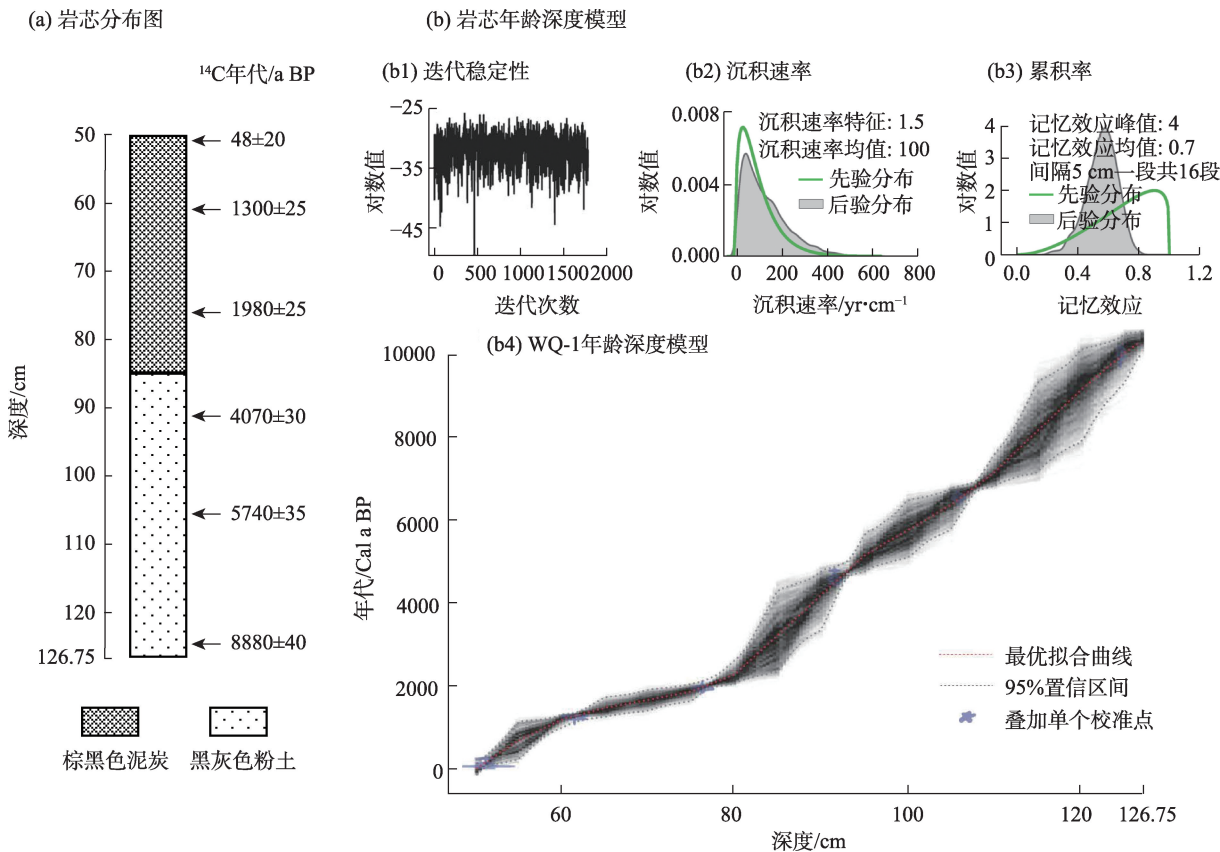 (a) 岩芯分布图
¹⁴C年代/a BP
深度/cm
50
60
70
80
90
100
110
120
126.75
48±20
1300±25
1980±25
4070±30
5740±35
8880±40
棕黑色泥炭
黑灰色粉土
(b) 岩芯年龄深度模型
(b1) 迭代稳定性
对数值
−25
−35
−45
0
500
1000
1500
2000
迭代次数
(b2) 沉积速率
对数值
0.008
0.004
0.000
沉积速率特征: 1.5
沉积速率均值: 100
先验分布
后验分布
0
200
400
600
800
沉积速率/yr•cm⁻¹
(b3) 累积率
对数值
4
3
2
1
0
记忆效应峰值: 4
记忆效应均值: 0.7
间隔5 cm一段共16段
先验分布
后验分布
0.0
0.4
0.8
1.2
记忆效应
(b4) WQ-1年龄深度模型
年代/Cal a BP
10000
8000
6000
4000
2000
0
最优拟合曲线
95%置信区间
叠加单个校准点
60
80
100
120
126.75
深度/cm